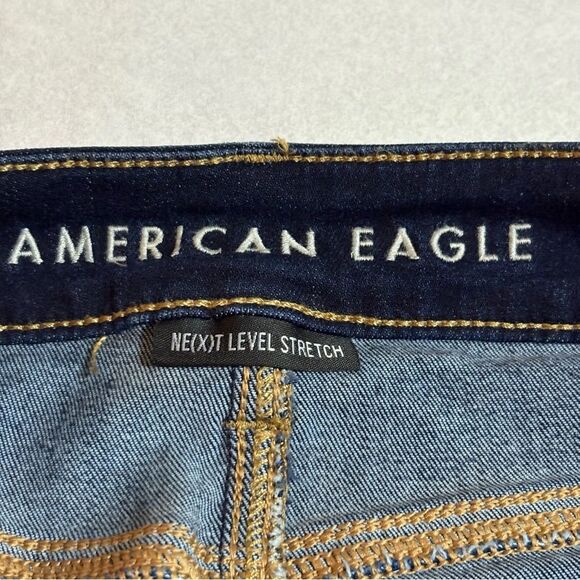 AMERICAN EAGLE
NE(X)T LEVEL STRETCH